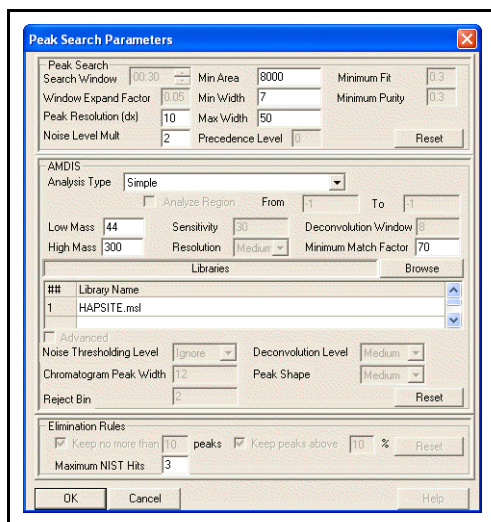 Peak Search Parameters
Peak Search
Search Window 00:30 Min Area 8000 Minimum Fit 0.3
Window Expand Factor 0.05 Min Width 7 Minimum Purity 0.3
Peak Resolution (dx) 10 Max Width 50
Noise Level Mult 2 Precedence Level 0 Reset
AMDIS
Analysis Type Simple
Analyze Region From -1 To -1
Low Mass 44 Sensitivity 30 Deconvolution Window 8
High Mass 300 Resolution Medium Minimum Match Factor 70
Libraries Browse
## Library Name
1 HAPSITE.msl
Advanced
Noise Thresholding Level Ignore Deconvolution Level Medium
Chromatogram Peak Width 12 Peak Shape Medium
Reject Bin 2 Reset
Elimination Rules
Keep no more than 10 peaks Keep peaks above 10 % Reset
Maximum NIST Hits 3
OK Cancel Help